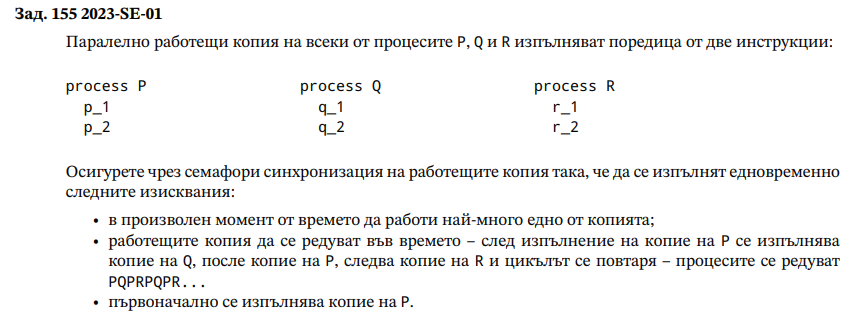 Зад. 155 2023-SE-01
Паралелно работещи копия на всеки от процесите P, Q и R изпълняват поредица от две инструкции:
process P process Q process R
p_1 q_1 r_1
p_2 q_2 r_2
Осигурете чрез семафори синхронизация на работещите копия така, че да се изпълнят едновременно
следните изисквания:
• в произволен момент от времето да работи най-много едно от копията;
• работещите копия да се редуват във времето – след изпълнение на копие на P се изпълнява
копие на Q, после копие на P, следва копие на R и цикълът се повтаря – процесите се редуват
PQPRPQPR...
• първоначално се изпълнява копие на P.